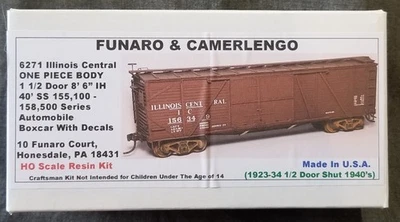 FUNARO & CAMERLENGO
6271 Illinois Central
ONE PIECE BODY
1 1/2 Door 8' 6" IH
40' SS 155,100 -
158,500 Series
Automobile
Boxcar With Decals
10 Funaro Court,
Honesdale, PA 18431
HO Scale Resin Kit
ILLINOIS CENTRAL
Made In U.S.A.
(1923-34 1/2 Door Shut 1940's)
Craftsman Kit Not Intended for Children Under The Age of 14